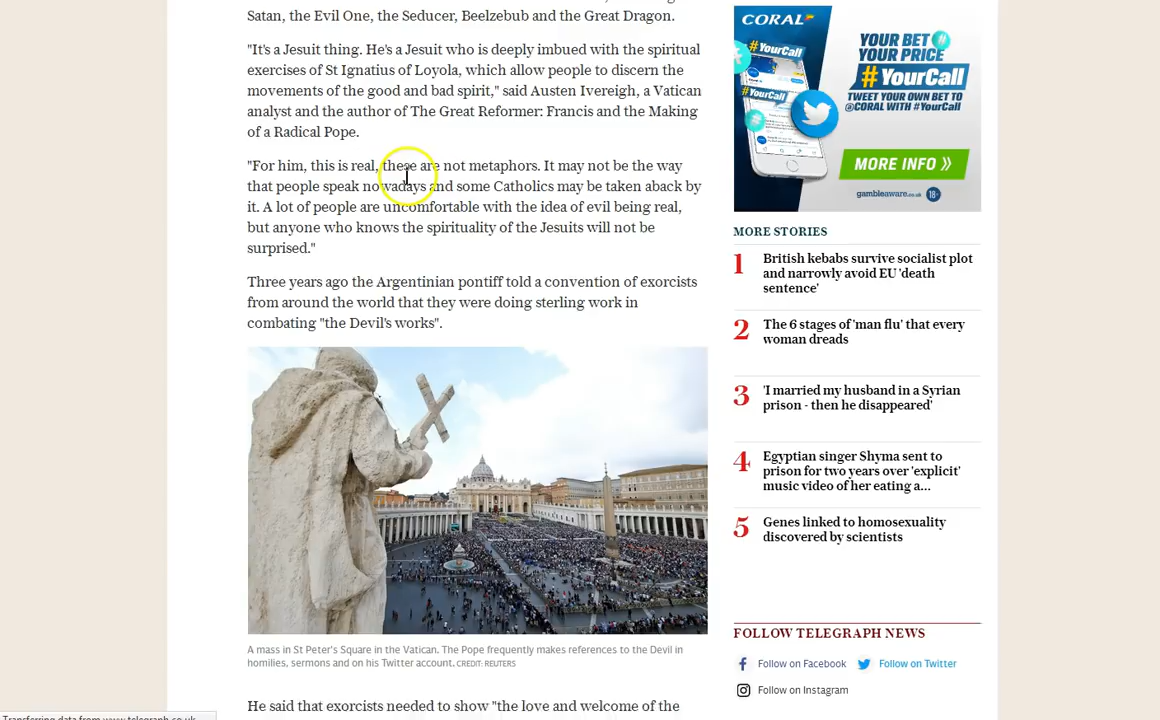 Satan, the Evil One, the Seducer, Beelzebub and the Great Dragon.
"It's a Jesuit thing. He's a Jesuit who is deeply imbued with the spiritual
exercises of St Ignatius of Loyola, which allow people to discern the
movements of the good and bad spirit," said Austen Ivereigh, a Vatican
analyst and the author of The Great Reformer: Francis and the Making
of a Radical Pope.
"For him, this is real, these are not metaphors. It may not be the way
that people speak nowadays and some Catholics may be taken aback by
it. A lot of people are uncomfortable with the idea of evil being real,
but anyone who knows the spirituality of the Jesuits will not be
surprised."
Three years ago the Argentinian pontiff told a convention of exorcists
from around the world that they were doing sterling work in
combating "the Devil's works".
A mass in St Peter's Square in the Vatican. The Pope frequently makes references to the Devil in
homilies, sermons and on his Twitter account. CREDIT: REUTERS
He said that exorcists needed to show "the love and welcome of the
CORAL
#YourCall
#YourCall
YOUR BET
YOUR PRICE
#YourCall
TWEET YOUR OWN BET TO
@CORAL WITH #YourCall
MORE INFO »
gambleaware.co.uk 18+
MORE STORIES
1 British kebabs survive socialist plot
and narrowly avoid EU 'death
sentence'
2 The 6 stages of 'man flu' that every
woman dreads
3 'I married my husband in a Syrian
prison - then he disappeared'
4 Egyptian singer Shyma sent to
prison for two years over 'explicit'
music video of her eating a...
5 Genes linked to homosexuality
discovered by scientists
FOLLOW TELEGRAPH NEWS
Follow on Facebook Follow on Twitter
Follow on Instagram
Transferring data from www.telegraph.co.uk